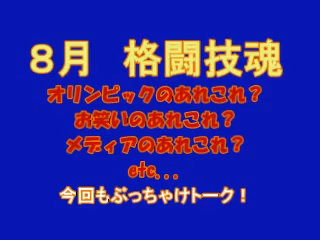 8月　格闘技魂
オリンピックのあれこれ？
お笑いのあれこれ？
メディアのあれこれ？
etc...
今回もぶっちゃけトーク！